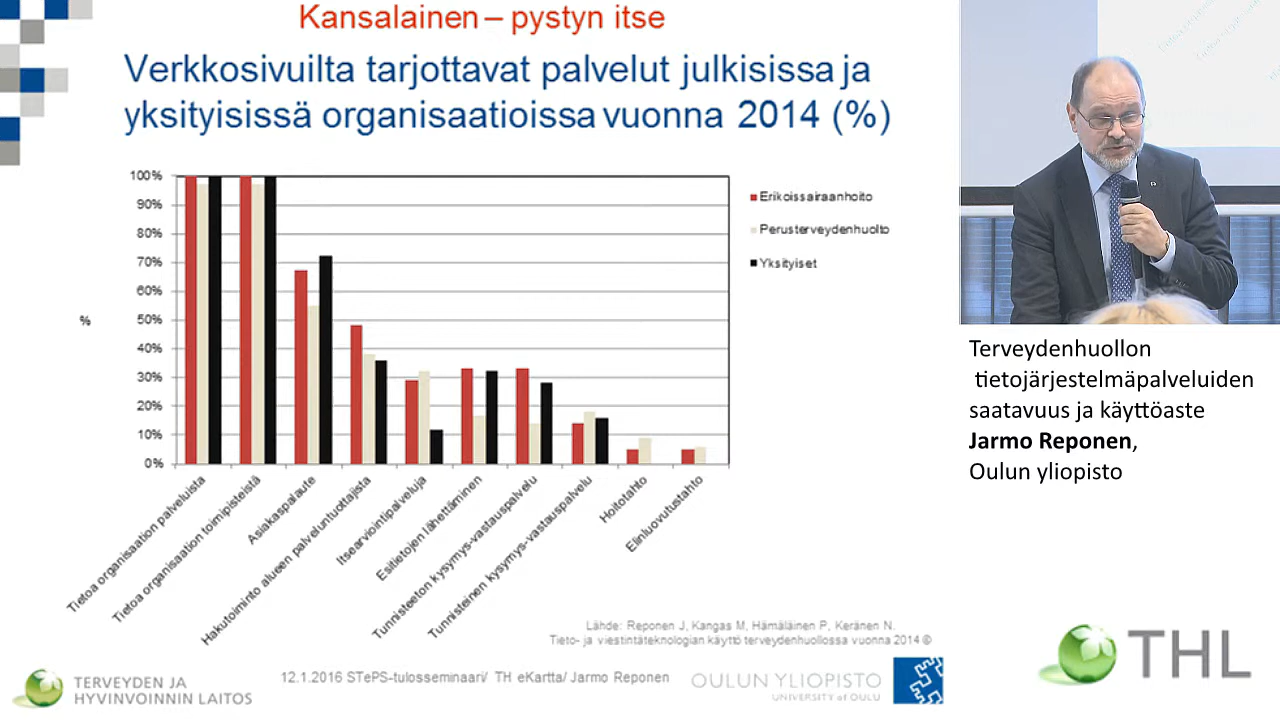 Kansalainen – pystyn itse
Verkkosivuilta tarjottavat palvelut julkisissa ja
yksityisissä organisaatioissa vuonna 2014 (%)
100%
90%
80%
70%
60%
50%
40%
30%
20%
10%
0%
%
Erikoissairaanhoito
Perusterveydenhuolto
Yksityiset
Tietoa organisaation palveluista
Tietoa organisaation toimipisteistä
Asiakaspalaute
Hakutoiminto alueen palveluntuottajista
Itsearviointipalveluja
Esitietojen lähettäminen
Tunnisteeton kysymys-vastauspalvelu
Tunnisteinen kysymys-vastauspalvelu
Hoitotahto
Elinluovutustahto
Lähde: Reponen J, Kangas M, Hämäläinen P, Keränen N.
Tieto- ja viestintäteknologian käyttö terveydenhuollossa vuonna 2014 ©
TERVEYDEN JA
HYVINVOINNIN LAITOS
12.1.2016 STePS-tulosseminaari/ TH eKartta/ Jarmo Reponen
OULUN YLIOPISTO
UNIVERSITY of OULU
Terveydenhuollon
tietojärjestelmäpalveluiden
saatavuus ja käyttöaste
Jarmo Reponen,
Oulun yliopisto
THL